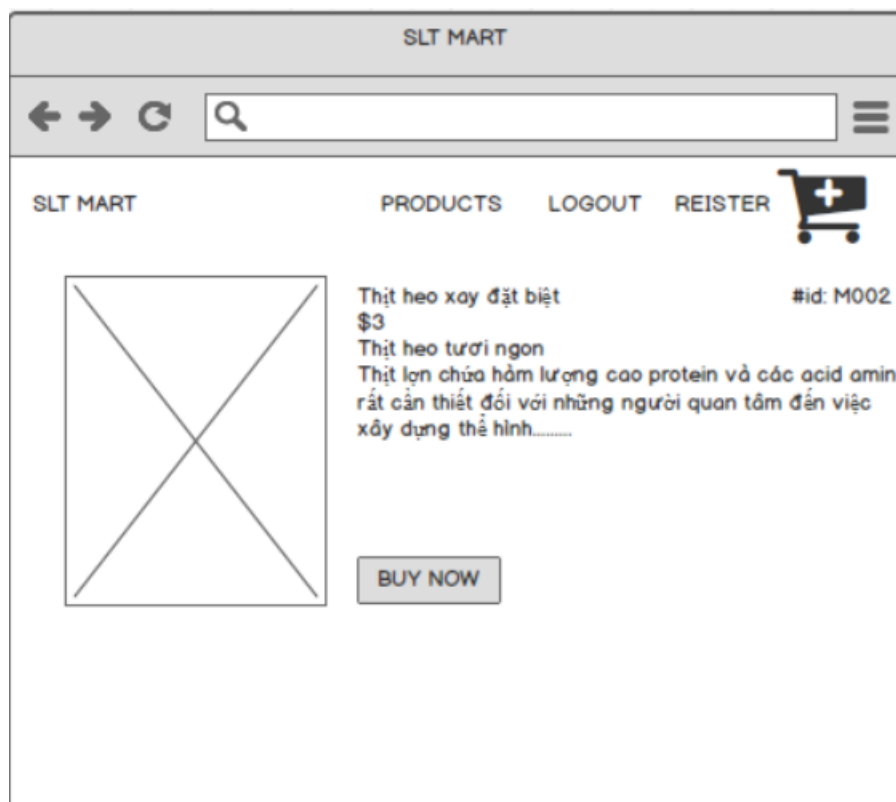 SLT MART
SLT MART PRODUCTS LOGOUT REISTER
Thịt heo xay đặt biệt #id: M002
$3
Thịt heo tươi ngon
Thịt lợn chứa hàm lượng cao protein và các acid amin
rất cần thiết đối với những người quan tâm đến việc
xây dựng thể hình..........
BUY NOW